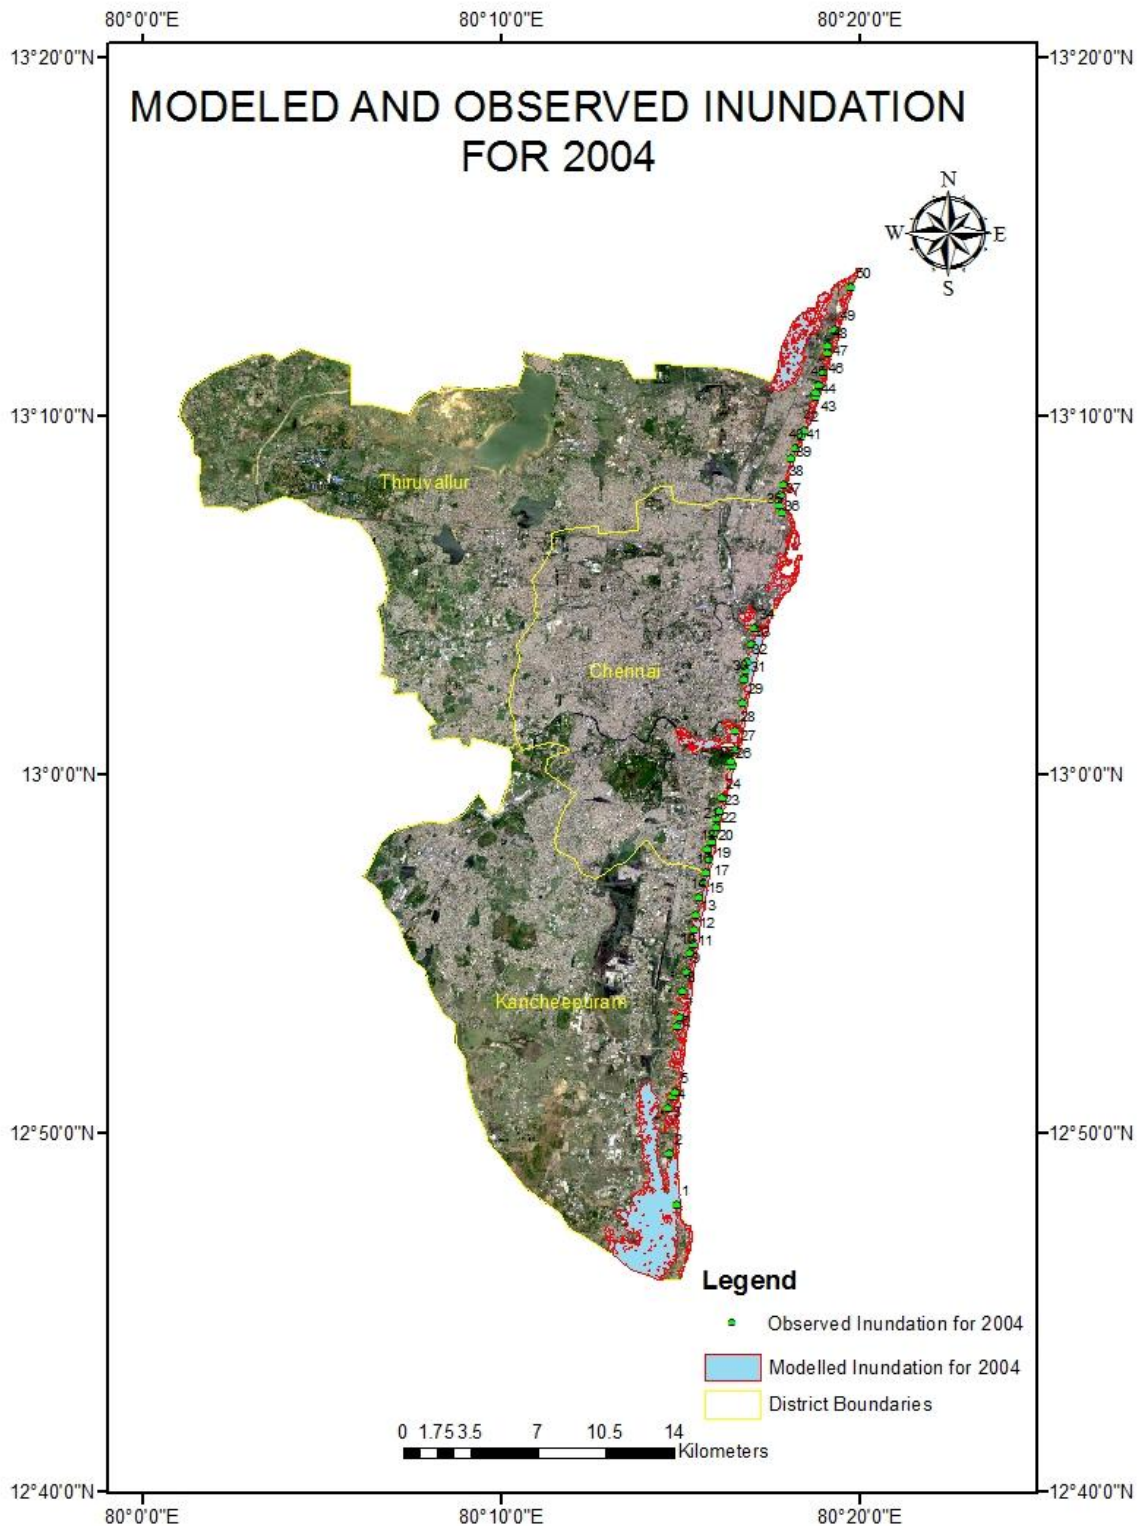 80°0'0"E 80°10'0"E 80°20'0"E
13°20'0"N 13°20'0"N
MODELED AND OBSERVED INUNDATION
FOR 2004
N
W E
S
50
49
48
47
46
44
43
13°10'0"N 13°10'0"N
41
39
38
Thiruvallur
37
36
34
33
32
Chennai
31
29
28
27
26
13°0'0"N 13°0'0"N
24
23
22
20
19
17
15
13
12
11
Kancheepuram
5
4
12°50'0"N 12°50'0"N
2
1
Legend
Observed Inundation for 2004
Modelled Inundation for 2004
District Boundaries
0 1.75 3.5 7 10.5 14
Kilometers
12°40'0"N 12°40'0"N
80°0'0"E 80°10'0"E 80°20'0"E